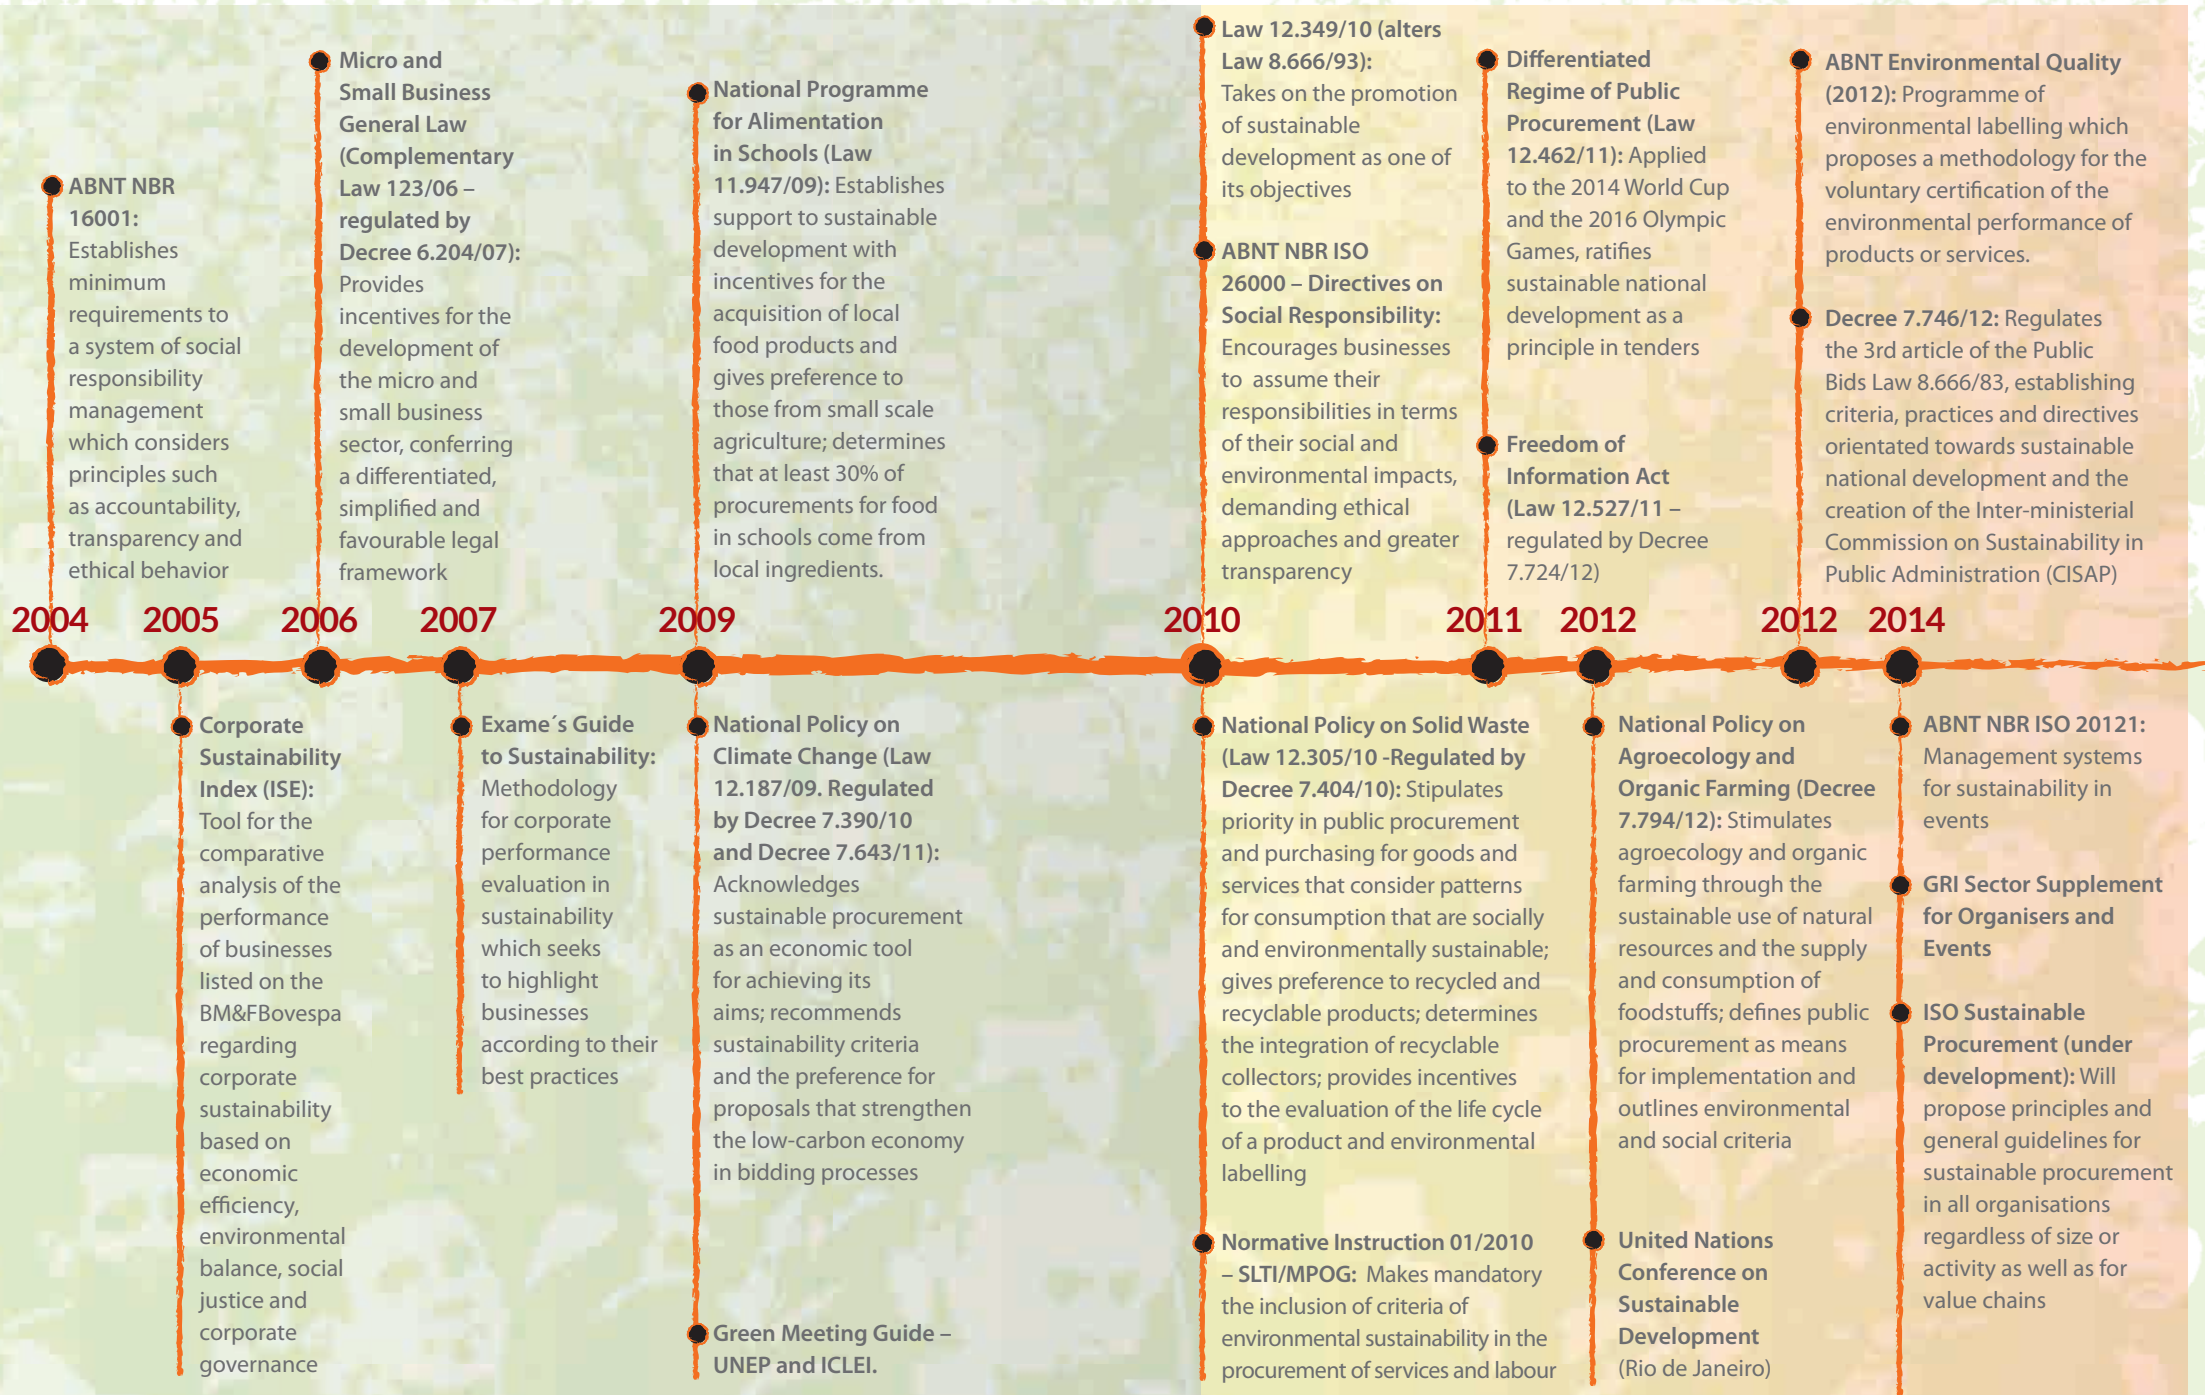 ABNT NBR
16001:
Establishes
minimum
requirements to
a system of social
responsibility
management
which considers
principles such
as accountability,
transparency and
ethical behavior
Micro and
Small Business
General Law
(Complementary
Law 123/06 –
regulated by
Decree 6.204/07):
Provides
incentives for the
development of
the micro and
small business
sector, conferring
a differentiated,
simplified and
favourable legal
framework
National Programme
for Alimentation
in Schools (Law
11.947/09): Establishes
support to sustainable
development with
incentives for the
acquisition of local
food products and
gives preference to
those from small scale
agriculture; determines
that at least 30% of
procurements for food
in schools come from
local ingredients.
Law 12.349/10 (alters
Law 8.666/93):
Takes on the promotion
of sustainable
development as one of
its objectives
ABNT NBR ISO
26000 – Directives on
Social Responsibility:
Encourages businesses
to assume their
responsibilities in terms
of their social and
environmental impacts,
demanding ethical
approaches and greater
transparency
Differentiated
Regime of Public
Procurement (Law
12.462/11): Applied
to the 2014 World Cup
and the 2016 Olympic
Games, ratifies
sustainable national
development as a
principle in tenders
Freedom of
Information Act
(Law 12.527/11 –
regulated by Decree
7.724/12)
ABNT Environmental Quality
(2012): Programme of
environmental labelling which
proposes a methodology for the
voluntary certification of the
environmental performance of
products or services.
Decree 7.746/12: Regulates
the 3rd article of the Public
Bids Law 8.666/83, establishing
criteria, practices and directives
orientated towards sustainable
national development and the
creation of the Inter-ministerial
Commission on Sustainability in
Public Administration (CISAP)
2004 2005 2006 2007 2009 2010 2011 2012 2012 2014
Corporate
Sustainability
Index (ISE):
Tool for the
comparative
analysis of the
performance
of businesses
listed on the
BM&FBovespa
regarding
corporate
sustainability
based on
economic
efficiency,
environmental
balance, social
justice and
corporate
governance
Exame´s Guide
to Sustainability:
Methodology
for corporate
performance
evaluation in
sustainability
which seeks
to highlight
businesses
according to their
best practices
National Policy on
Climate Change (Law
12.187/09. Regulated
by Decree 7.390/10
and Decree 7.643/11):
Acknowledges
sustainable procurement
as an economic tool
for achieving its
aims; recommends
sustainability criteria
and the preference for
proposals that strengthen
the low-carbon economy
in bidding processes
Green Meeting Guide –
UNEP and ICLEI.
National Policy on Solid Waste
(Law 12.305/10 -Regulated by
Decree 7.404/10): Stipulates
priority in public procurement
and purchasing for goods and
services that consider patterns
for consumption that are socially
and environmentally sustainable;
gives preference to recycled and
recyclable products; determines
the integration of recyclable
collectors; provides incentives
to the evaluation of the life cycle
of a product and environmental
labelling
Normative Instruction 01/2010
– SLTI/MPOG: Makes mandatory
the inclusion of criteria of
environmental sustainability in the
procurement of services and labour
National Policy on
Agroecology and
Organic Farming (Decree
7.794/12): Stimulates
agroecology and organic
farming through the
sustainable use of natural
resources and the supply
and consumption of
foodstuffs; defines public
procurement as means
for implementation and
outlines environmental
and social criteria
United Nations
Conference on
Sustainable
Development
(Rio de Janeiro)
ABNT NBR ISO 20121:
Management systems
for sustainability in
events
GRI Sector Supplement
for Organisers and
Events
ISO Sustainable
Procurement (under
development): Will
propose principles and
general guidelines for
sustainable procurement
in all organisations
regardless of size or
activity as well as for
value chains